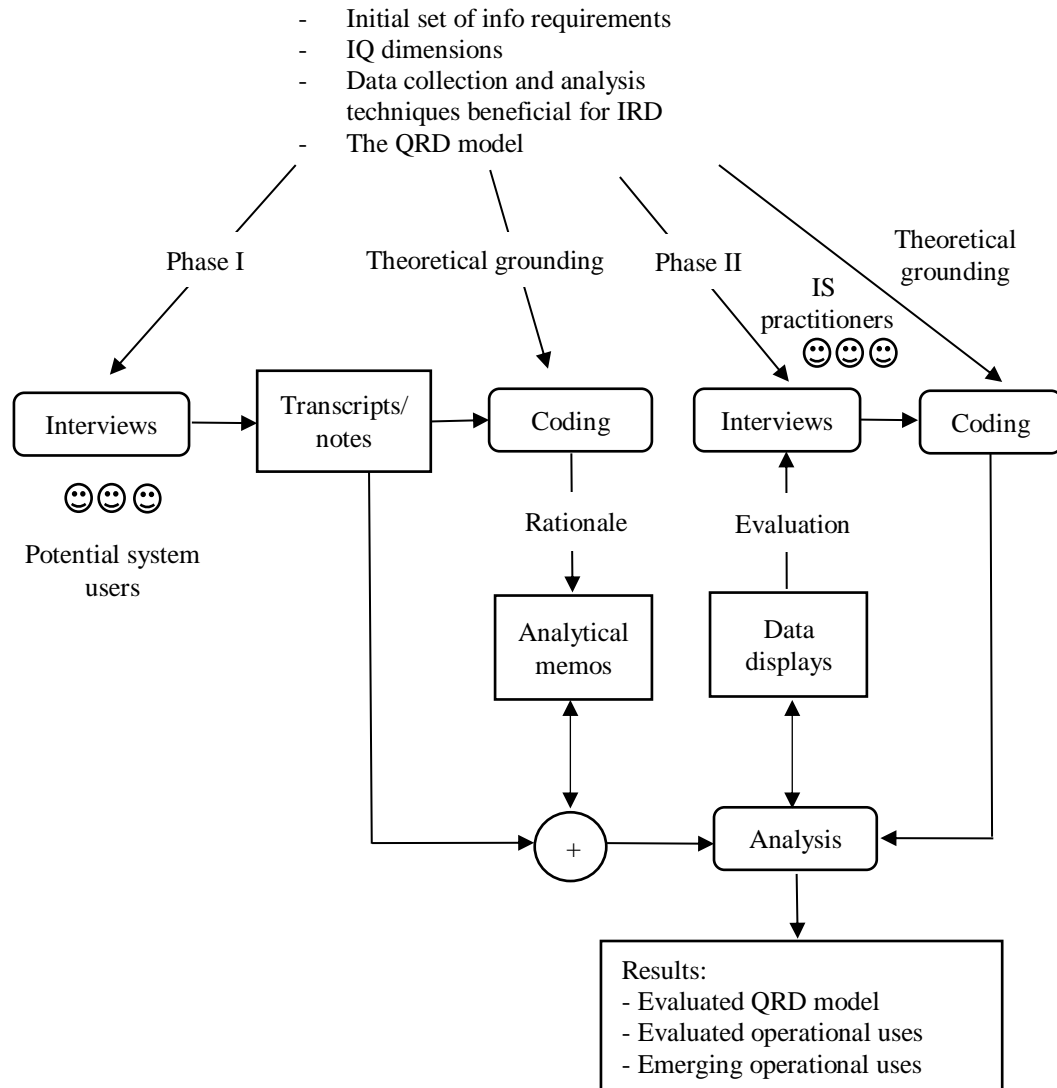 - Initial set of info requirements
- IQ dimensions
- Data collection and analysis
techniques beneficial for IRD
- The QRD model
Phase I
Theoretical grounding
Phase II
Theoretical
grounding
IS
practitioners
Interviews
Transcripts/
notes
Coding
Interviews
Coding
Potential system
users
Rationale
Evaluation
Analytical
memos
Data
displays
+
Analysis
Results:
- Evaluated QRD model
- Evaluated operational uses
- Emerging operational uses